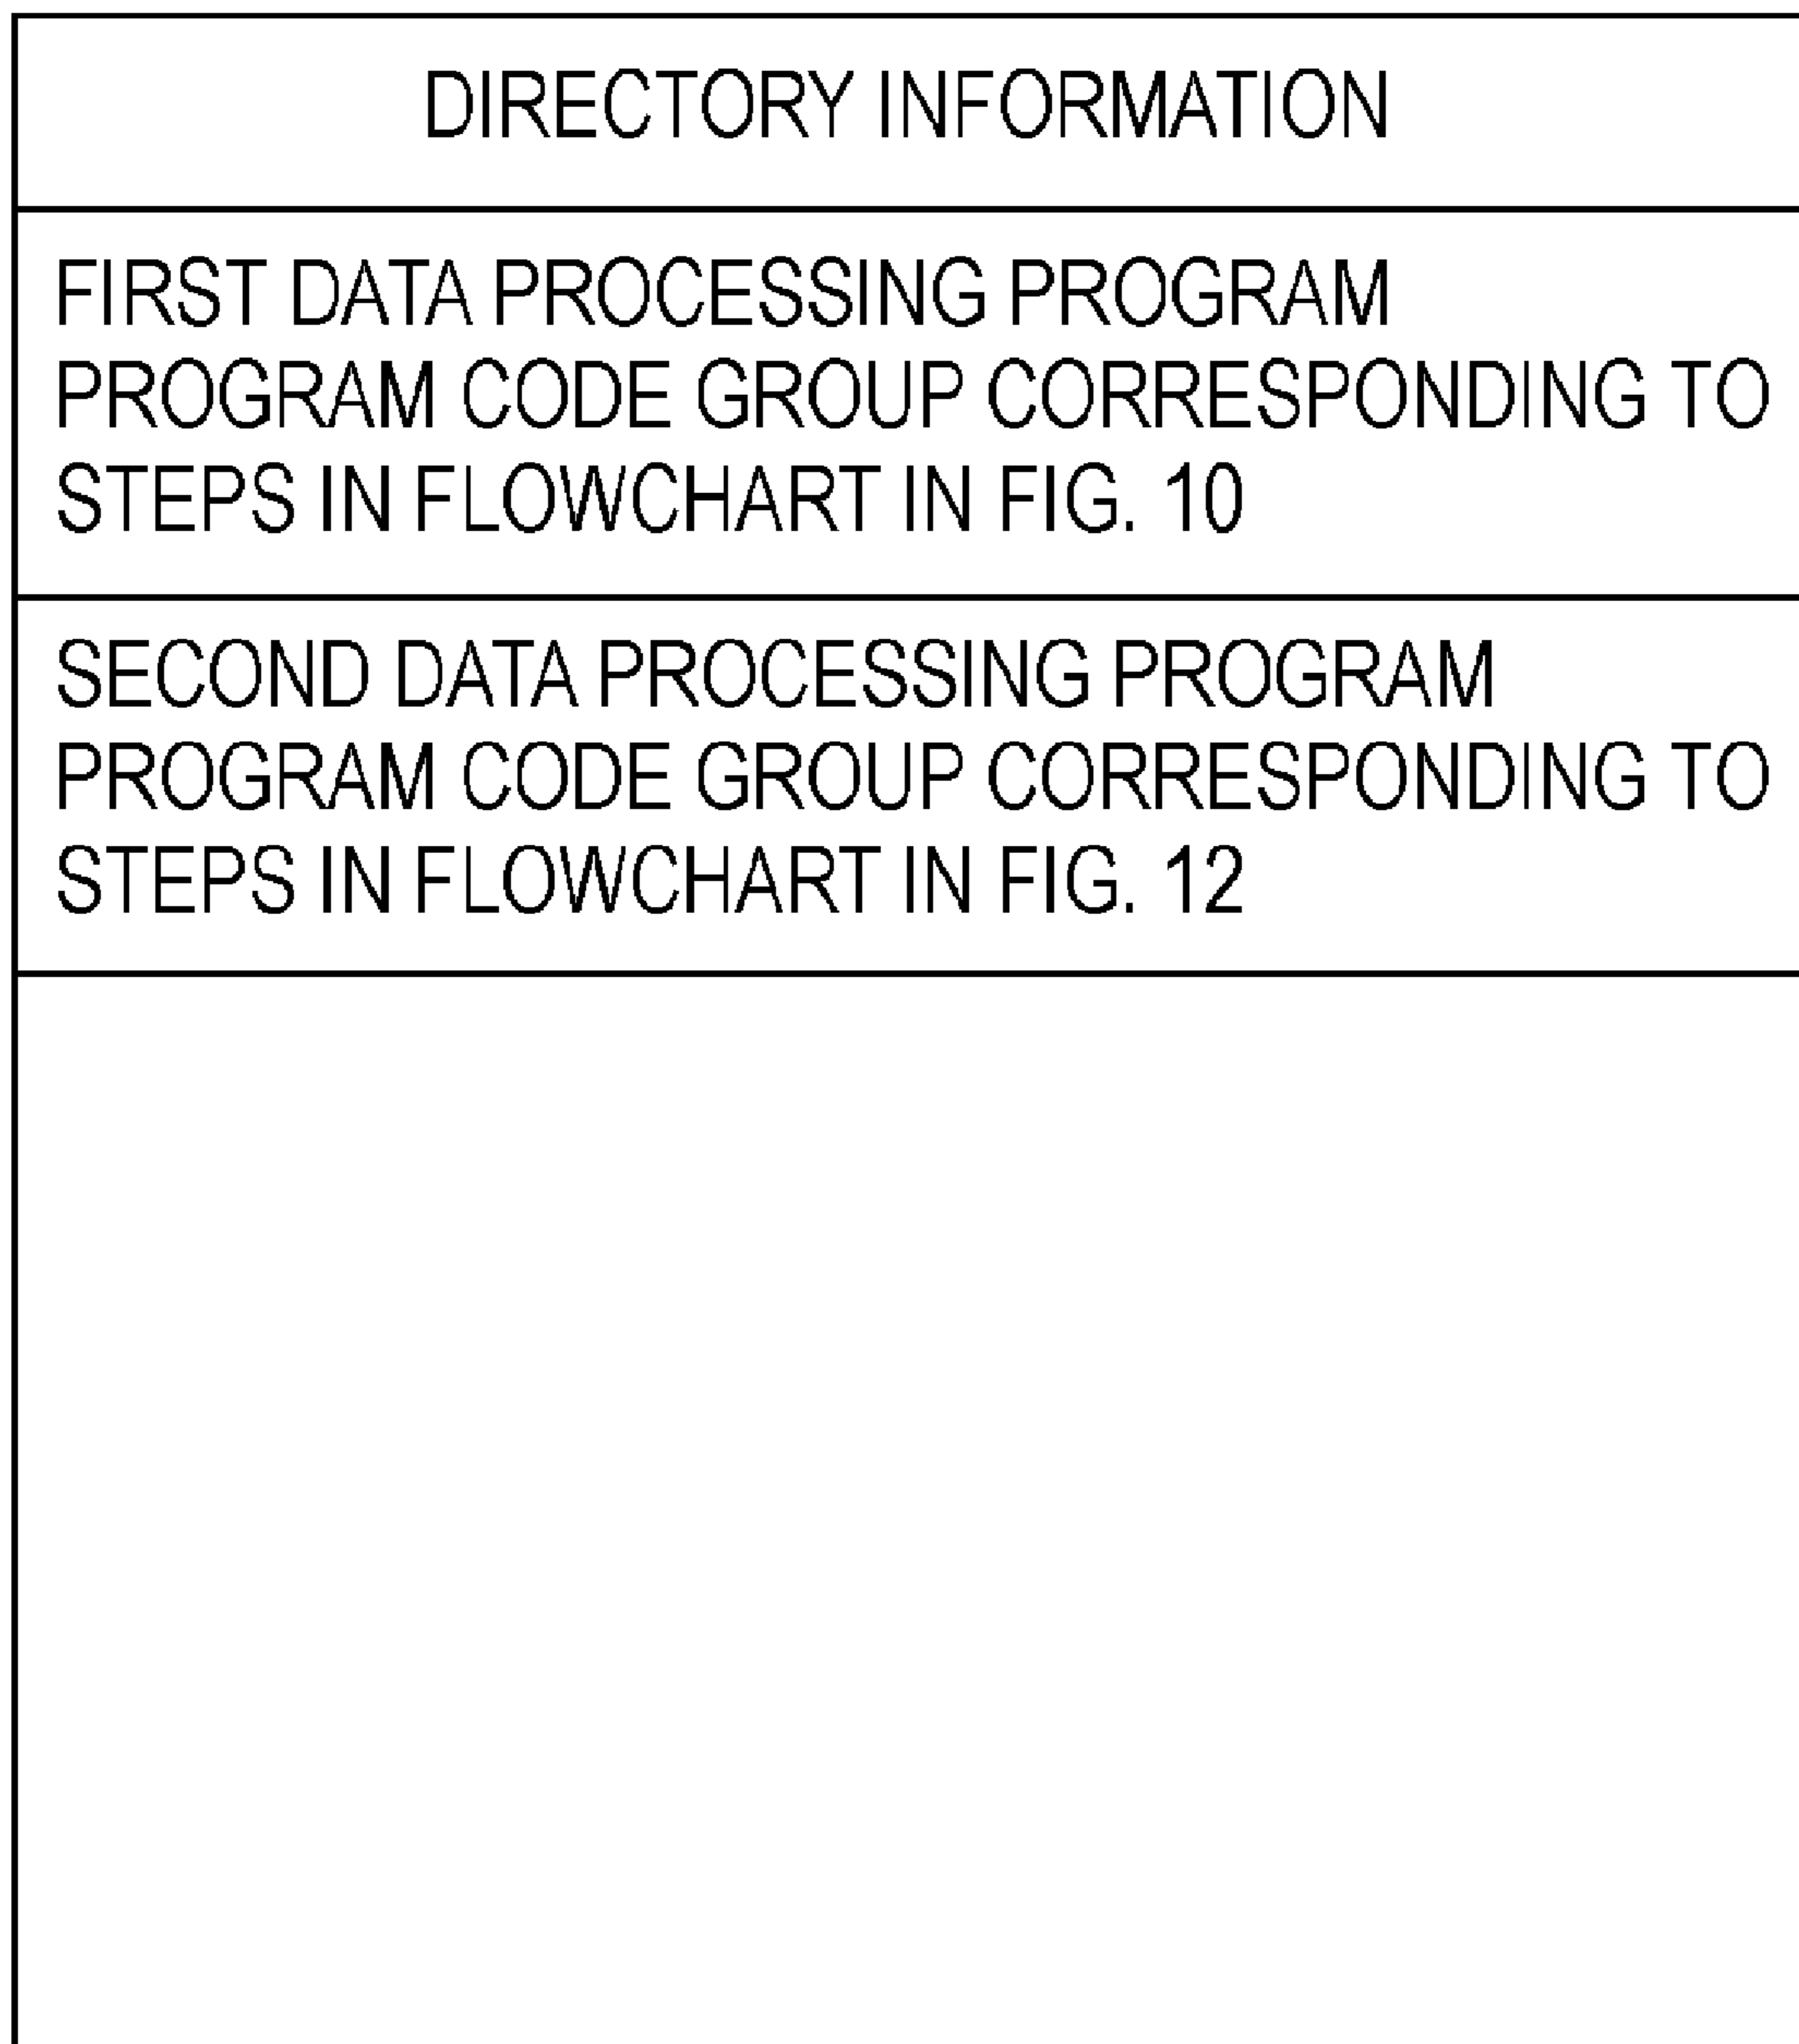 DIRECTORY INFORMATION
FIRST DATA PROCESSING PROGRAM
PROGRAM CODE GROUP CORRESPONDING TO
STEPS IN FLOWCHART IN FIG. 10
SECOND DATA PROCESSING PROGRAM
PROGRAM CODE GROUP CORRESPONDING TO
STEPS IN FLOWCHART IN FIG. 12